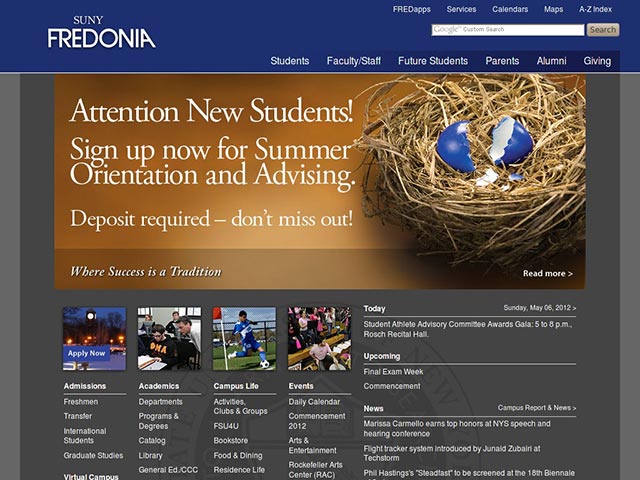 SUNY
FREDONIA
FREDapps Services Calendars Maps A-Z Index
Google Custom Search Search
Students Faculty/Staff Future Students Parents Alumni Giving
Attention New Students!
Sign up now for Summer
Orientation and Advising.
Deposit required – don't miss out!
Where Success is a Tradition
Read more >
Apply Now
Admissions
Freshmen
Transfer
International
Students
Graduate Studies
Virtual Campus
Academics
Departments
Programs &
Degrees
Catalog
Library
General Ed./CCC
Campus Life
Activities,
Clubs & Groups
FSU4U
Bookstore
Food & Dining
Residence Life
Events
Daily Calendar
Commencement
2012
Arts &
Entertainment
Rockefeller Arts
Center (RAC)
Today Sunday, May 06, 2012 >
Student Athlete Advisory Committee Awards Gala: 5 to 8 p.m.,
Rosch Recital Hall.
Upcoming
Final Exam Week
Commencement
News Campus Report & News >
Marissa Carmello earns top honors at NYS speech and
hearing conference
Flight tracker system introduced by Junaid Zubairi at
Techstorm
Phil Hastings's "Steadfast" to be screened at the 18th Biennale